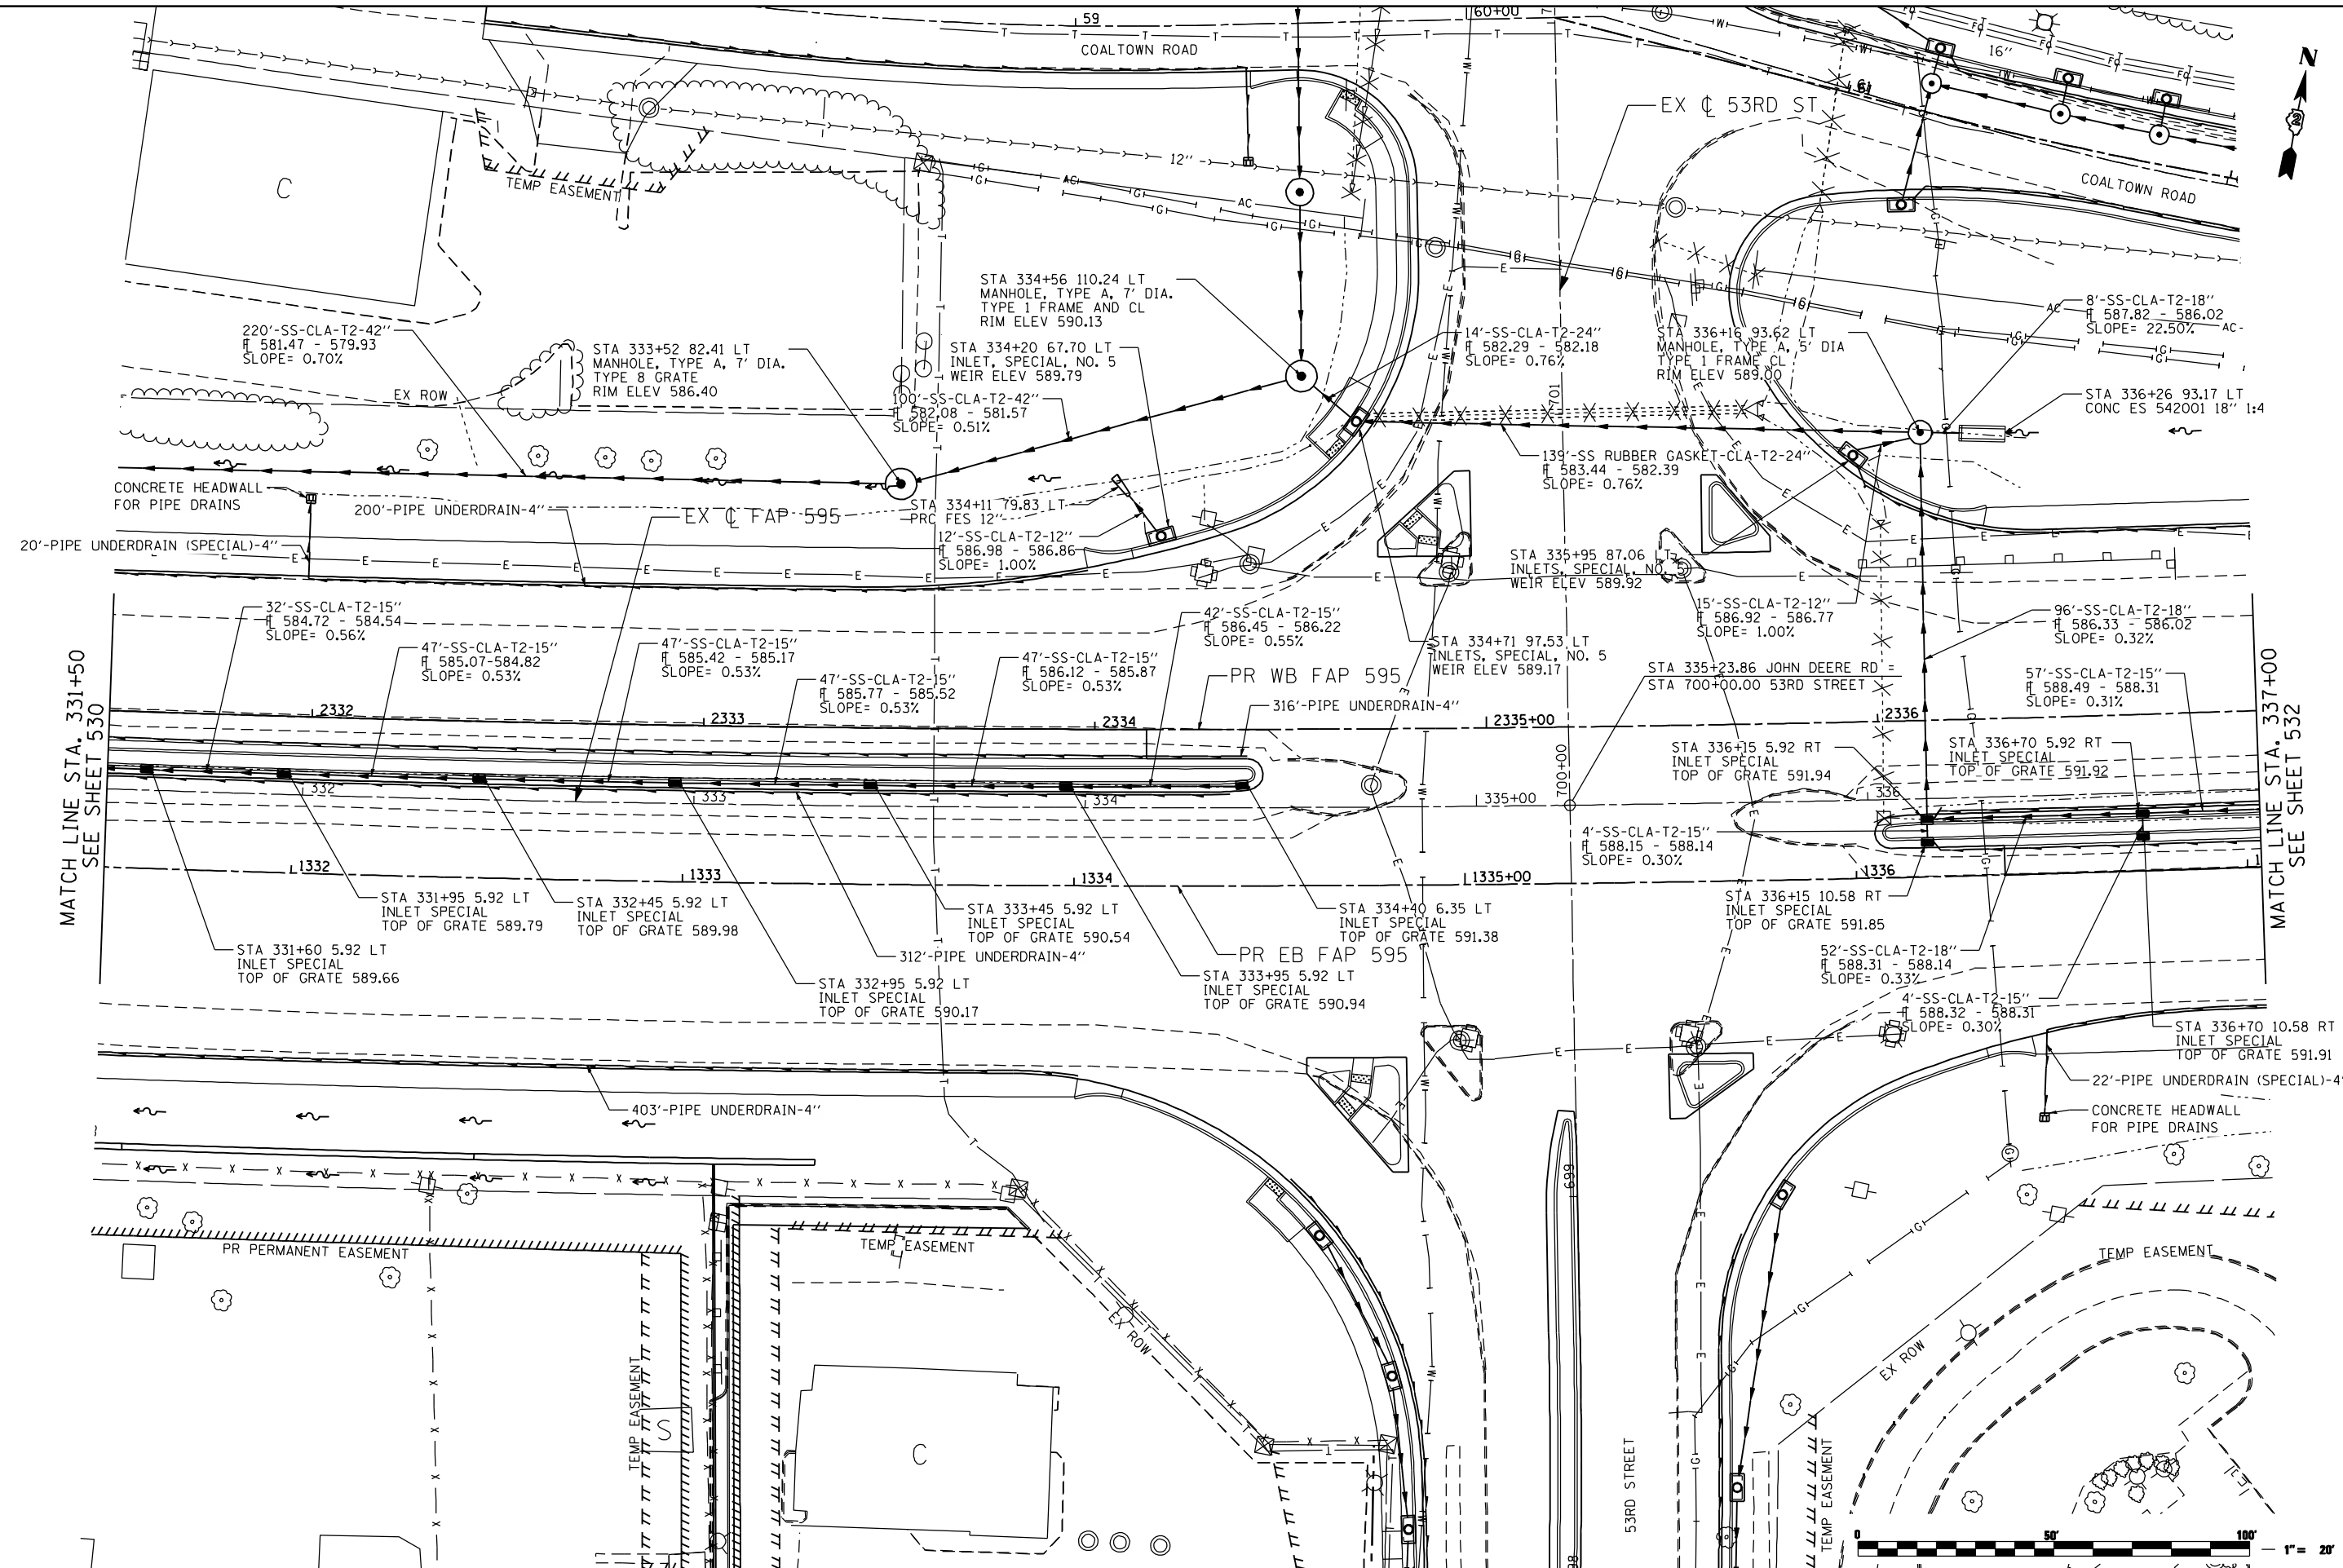 59
60+00
COALTOWN ROAD
16"
N
EX ℄ 53RD ST
61
12"
COALTOWN ROAD
C
TEMP EASEMENT
STA 334+56 110.24 LT
MANHOLE, TYPE A, 7' DIA.
TYPE 1 FRAME AND CL
RIM ELEV 590.13
8'-SS-CLA-T2-18"
℄ 587.82 - 586.02
SLOPE= 22.50%
220'-SS-CLA-T2-42"
℄ 581.47 - 579.93
SLOPE= 0.70%
STA 333+52 82.41 LT
MANHOLE, TYPE A, 7' DIA.
TYPE 8 GRATE
RIM ELEV 586.40
STA 334+20 67.70 LT
INLET, SPECIAL, NO. 5
WEIR ELEV 589.79
14'-SS-CLA-T2-24"
℄ 582.29 - 582.18
SLOPE= 0.76%
STA 336+16 93.62 LT
MANHOLE, TYPE A, 5' DIA
TYPE 1 FRAME CL
RIM ELEV 589.00
EX ROW
100'-SS-CLA-T2-42"
℄ 582.08 - 581.57
SLOPE= 0.51%
701
STA 336+26 93.17 LT
CONC ES 542001 18" 1:4
139'-SS RUBBER GASKET-CLA-T2-24"
℄ 583.44 - 582.39
SLOPE= 0.76%
CONCRETE HEADWALL
FOR PIPE DRAINS
200'-PIPE UNDERDRAIN-4"
EX ℄ FAP 595
STA 334+11 79.83 LT
PRC FES 12"
12'-SS-CLA-T2-12"
℄ 586.98 - 586.86
SLOPE= 1.00%
20'-PIPE UNDERDRAIN (SPECIAL)-4"
STA 335+95 87.06 LT
INLETS, SPECIAL, NO. 5
WEIR ELEV 589.92
32'-SS-CLA-T2-15"
℄ 584.72 - 584.54
SLOPE= 0.56%
47'-SS-CLA-T2-15"
℄ 585.07-584.82
SLOPE= 0.53%
47'-SS-CLA-T2-15"
℄ 585.42 - 585.17
SLOPE= 0.53%
47'-SS-CLA-T2-15"
℄ 585.77 - 585.52
SLOPE= 0.53%
47'-SS-CLA-T2-15"
℄ 586.12 - 585.87
SLOPE= 0.53%
42'-SS-CLA-T2-15"
℄ 586.45 - 586.22
SLOPE= 0.55%
STA 334+71 97.53 LT
INLETS, SPECIAL, NO. 5
WEIR ELEV 589.17
15'-SS-CLA-T2-12"
℄ 586.92 - 586.77
SLOPE= 1.00%
96'-SS-CLA-T2-18"
℄ 586.33 - 586.02
SLOPE= 0.32%
STA 335+23.86 JOHN DEERE RD =
STA 700+00.00 53RD STREET
57'-SS-CLA-T2-15"
℄ 588.49 - 588.31
SLOPE= 0.31%
PR WB FAP 595
316'-PIPE UNDERDRAIN-4"
MATCH LINE STA. 331+50
SEE SHEET 530
MATCH LINE STA. 337+00
SEE SHEET 532
2332
2333
2334
2335+00
2336
STA 336+15 5.92 RT
INLET SPECIAL
TOP OF GRATE 591.94
STA 336+70 5.92 RT
INLET SPECIAL
TOP OF GRATE 591.92
700+00
332
333
334
335+00
336
4'-SS-CLA-T2-15"
℄ 588.15 - 588.14
SLOPE= 0.30%
1332
1333
1334
1335+00
1336
STA 331+95 5.92 LT
INLET SPECIAL
TOP OF GRATE 589.79
STA 332+45 5.92 LT
INLET SPECIAL
TOP OF GRATE 589.98
STA 333+45 5.92 LT
INLET SPECIAL
TOP OF GRATE 590.54
STA 334+40 6.35 LT
INLET SPECIAL
TOP OF GRATE 591.38
STA 336+15 10.58 RT
INLET SPECIAL
TOP OF GRATE 591.85
STA 331+60 5.92 LT
INLET SPECIAL
TOP OF GRATE 589.66
312'-PIPE UNDERDRAIN-4"
PR EB FAP 595
52'-SS-CLA-T2-18"
℄ 588.31 - 588.14
SLOPE= 0.33%
STA 332+95 5.92 LT
INLET SPECIAL
TOP OF GRATE 590.17
STA 333+95 5.92 LT
INLET SPECIAL
TOP OF GRATE 590.94
4'-SS-CLA-T2-15"
℄ 588.32 - 588.31
SLOPE= 0.30%
STA 336+70 10.58 RT
INLET SPECIAL
TOP OF GRATE 591.91
22'-PIPE UNDERDRAIN (SPECIAL)-4"
403'-PIPE UNDERDRAIN-4"
CONCRETE HEADWALL
FOR PIPE DRAINS
699
PR PERMANENT EASEMENT
TEMP EASEMENT
TEMP EASEMENT
EX ROW
EX ROW
TEMP EASEMENT
S
C
53RD STREET
TEMP EASEMENT
0 50' 100'
1"= 20'